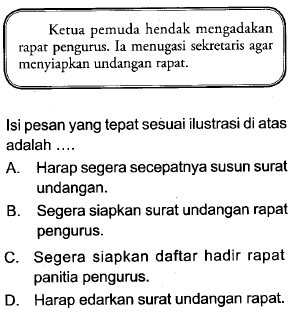 Ketua pemuda hendak mengadakan
rapat pengurus. Ia menugasi sekretaris agar
menyiapkan undangan rapat.
Isi pesan yang tepat sesuai ilustrasi di atas
adalah ....
A. Harap segera secepatnya susun surat
undangan.
B. Segera siapkan surat undangan rapat
pengurus.
C. Segera siapkan daftar hadir rapat
panitia pengurus.
D. Harap edarkan surat undangan rapat.